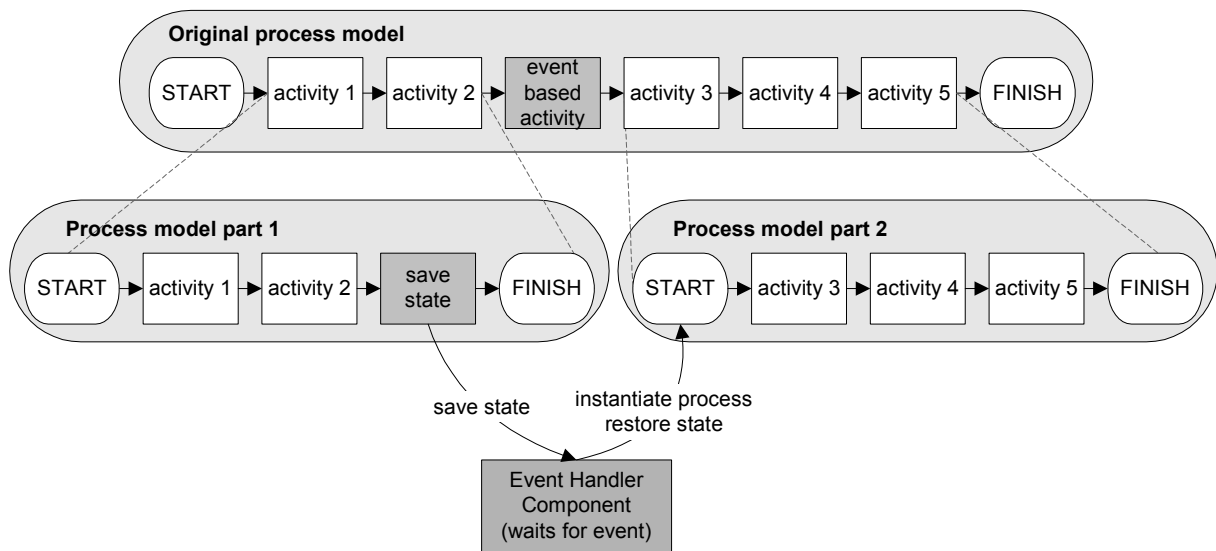 Original process model
START
activity 1
activity 2
event
based
activity
activity 3
activity 4
activity 5
FINISH
Process model part 1
START
activity 1
activity 2
save
state
FINISH
Process model part 2
START
activity 3
activity 4
activity 5
FINISH
save state
instantiate process
restore state
Event Handler
Component
(waits for event)